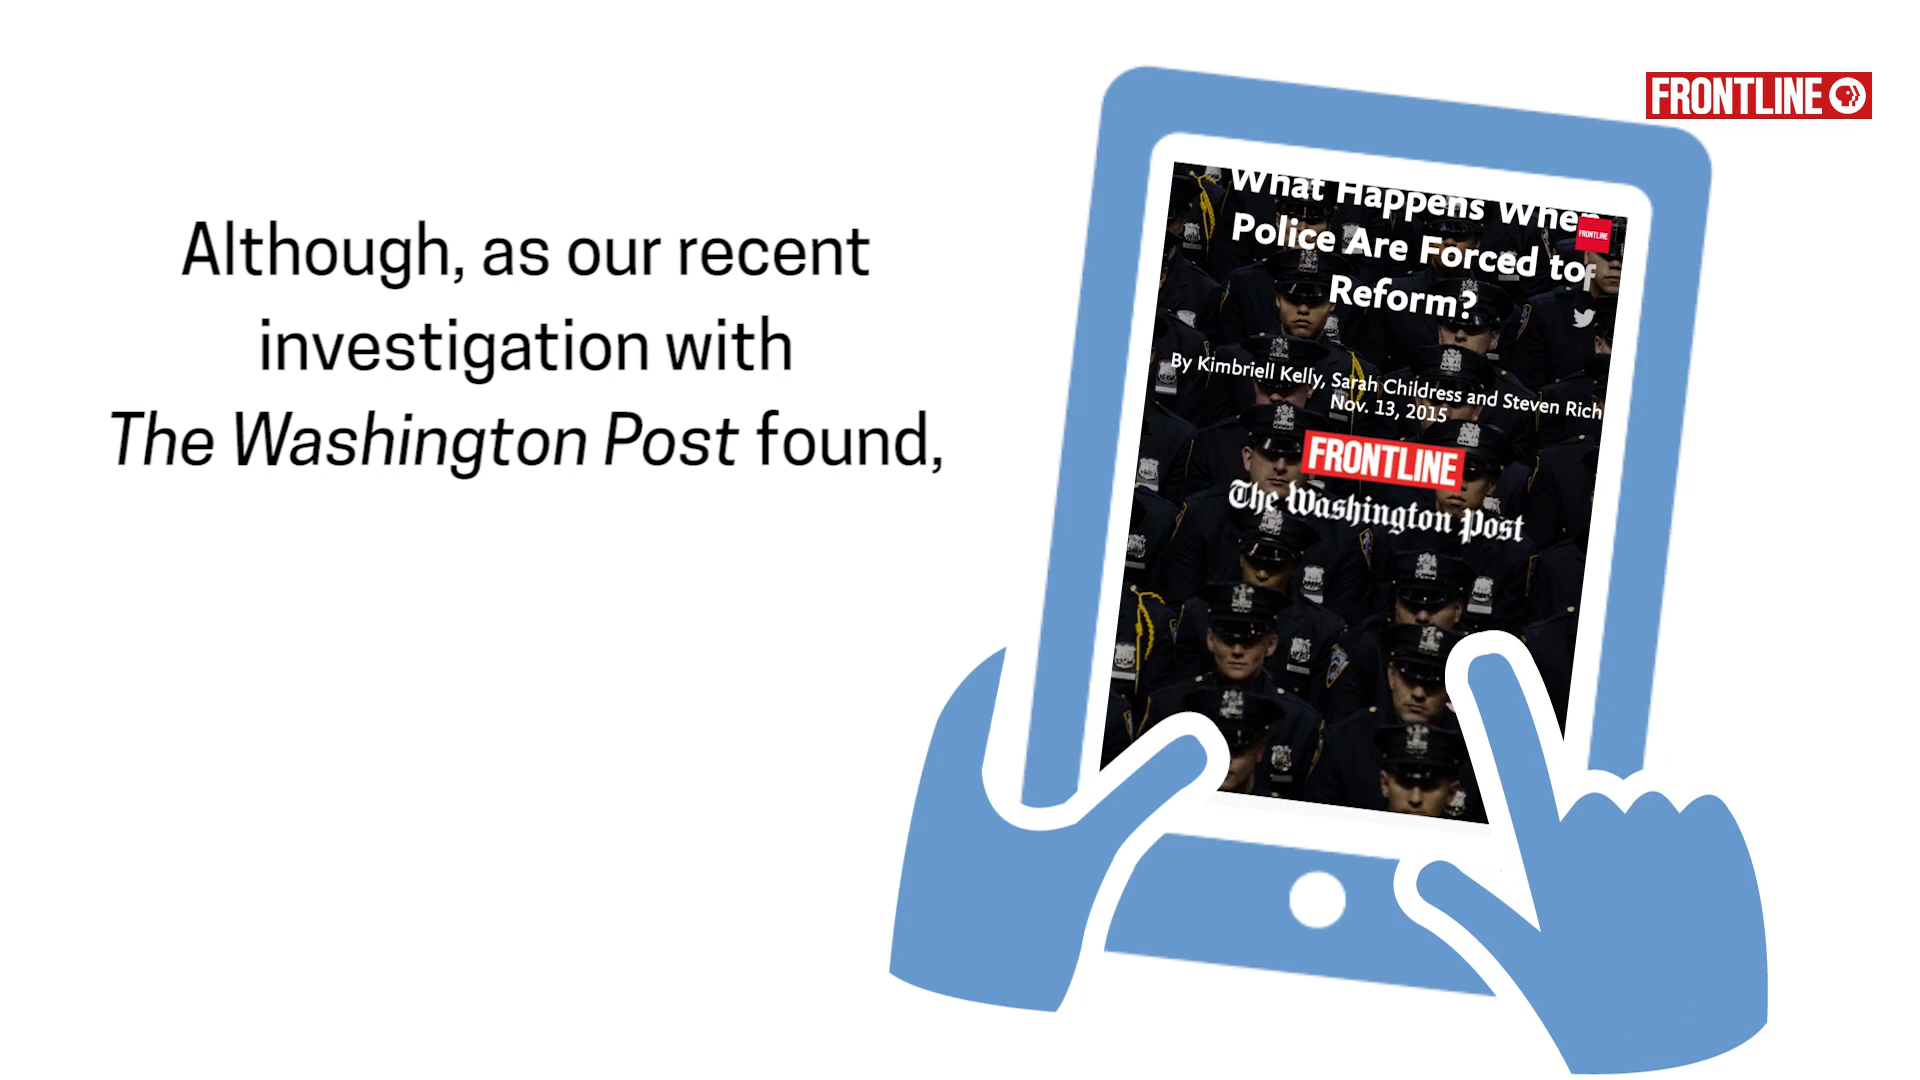 FRONTLINE
Although, as our recent
investigation with
The Washington Post found,
What Happens When
Police Are Forced to
Reform?
FRONTLINE
f
By Kimbriell Kelly, Sarah Childress and Steven Rich
Nov. 13, 2015
FRONTLINE
The Washington Post